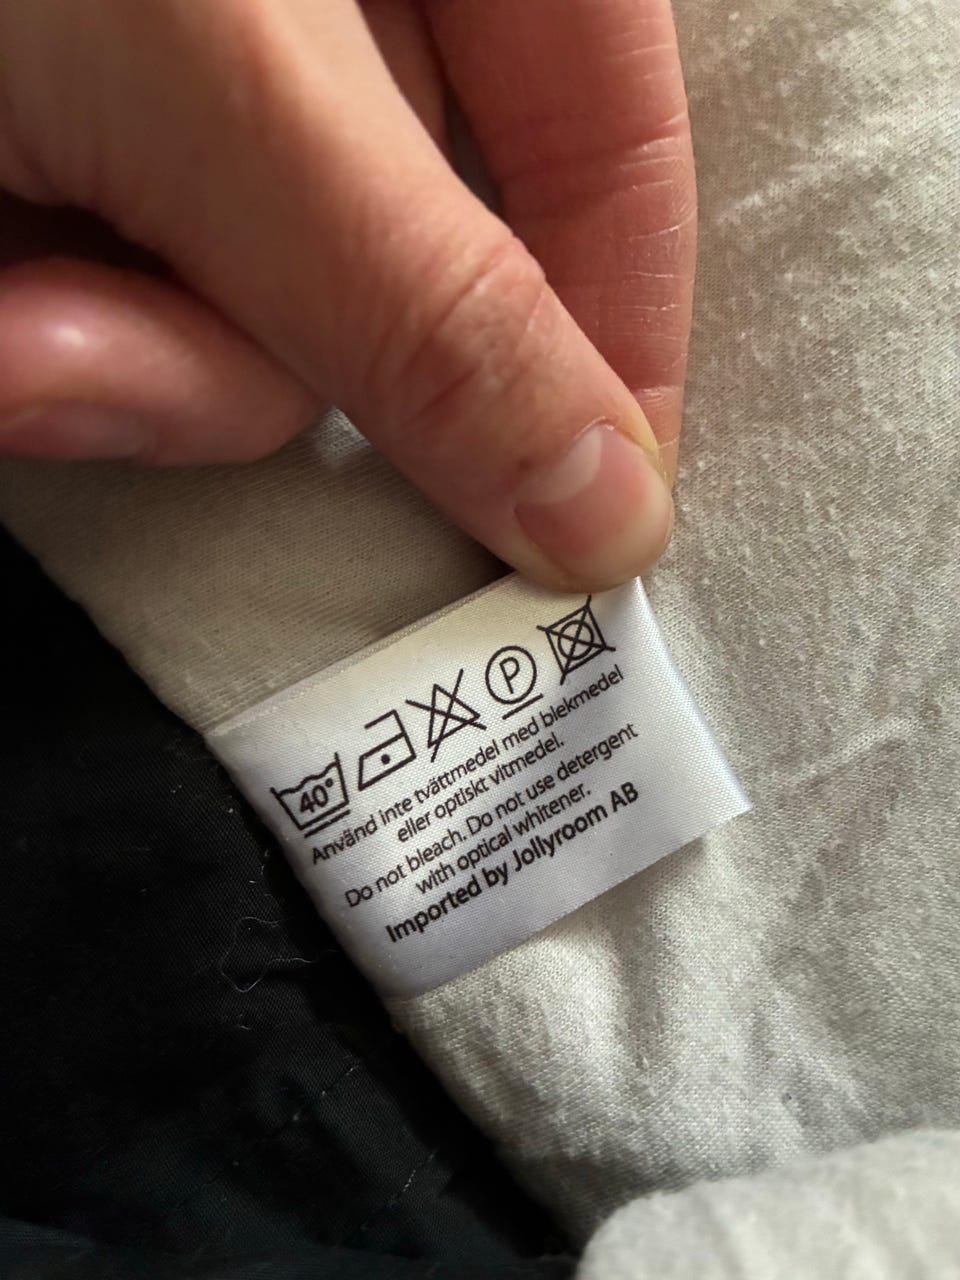 40°
P
Använd inte tvättmedel med blekmedel
eller optiskt vitmedel.
Do not bleach. Do not use detergent
with optical whitener.
Imported by Jollyroom AB